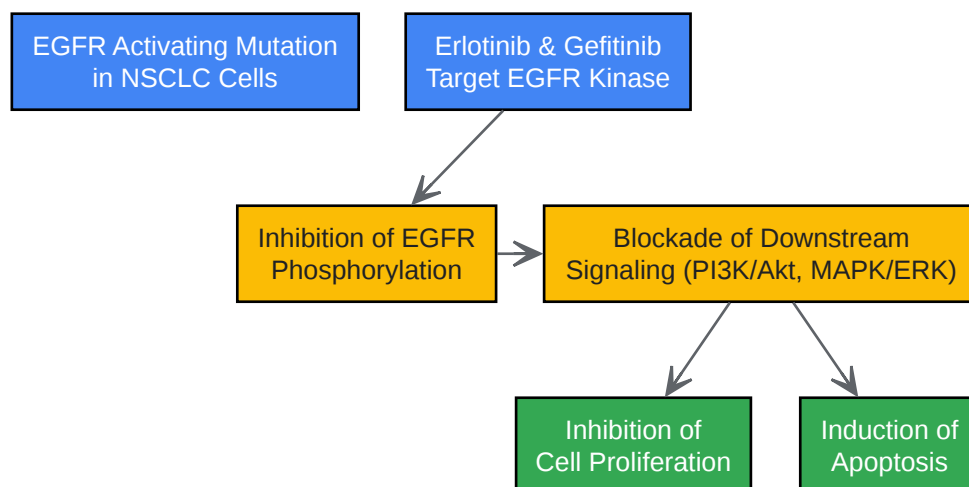 EGFR Activating Mutation
in NSCLC Cells
Erlotinib & Gefitinib
Target EGFR Kinase
Inhibition of EGFR
Phosphorylation
Blockade of Downstream
Signaling (PI3K/Akt, MAPK/ERK)
Inhibition of
Cell Proliferation
Induction of
Apoptosis